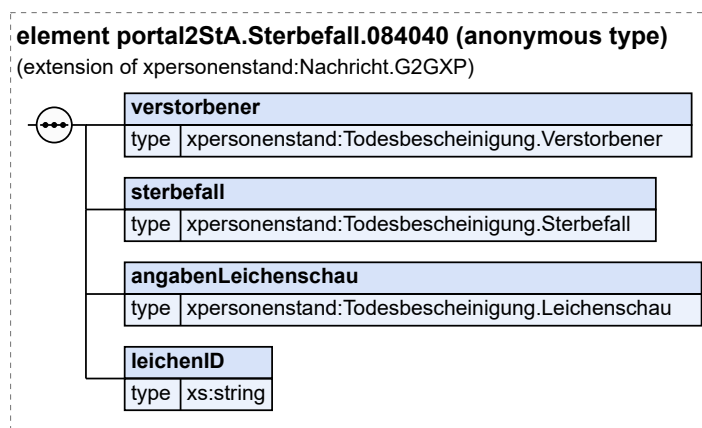 element portal2StA.Sterbefall.084040 (anonymous type)
(extension of xpersonenstand:Nachricht.G2GXP)
verstorbener
type xpersonenstand:Todesbescheinigung.Verstorbener
sterbefall
type xpersonenstand:Todesbescheinigung.Sterbefall
angabenLeichenschau
type xpersonenstand:Todesbescheinigung.Leichenschau
leichenID
type xs:string